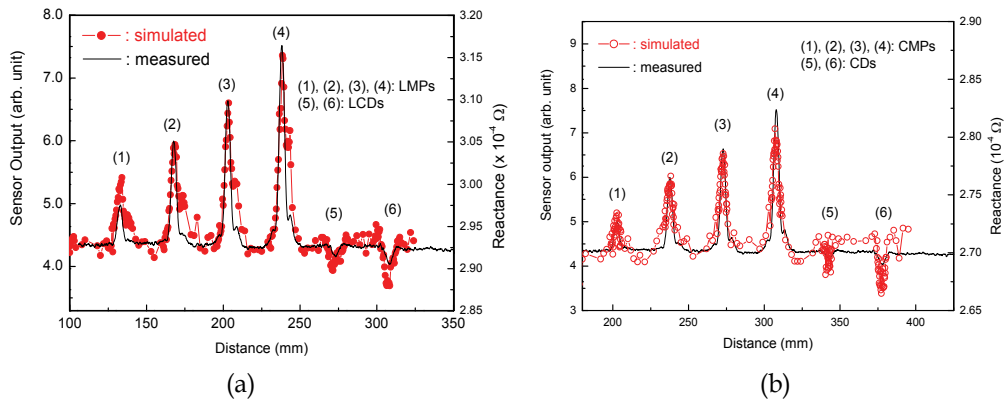 8.0
7.0
6.0
5.0
4.0
Sensor Output (arb. unit)
: simulated
: measured
(1), (2), (3), (4): LMPs
(5), (6): LCDs
(1)
(2)
(3)
(4)
(5)
(6)
3.20
3.15
3.10
3.05
3.00
2.95
2.90
2.85
Reactance (x 10⁻⁴ Ω)
100 150 200 250 300 350
Distance (mm)
(a)
9
8
7
6
5
4
3
Sensor output (arb. unit)
: simulated
: measured
(1), (2), (3), (4): CMPs
(5), (6): CDs
(1)
(2)
(3)
(4)
(5)
(6)
2.90
2.85
2.80
2.75
2.70
2.65
Reactance (10⁻⁴ Ω)
200 250 300 350 400
Distance (mm)
(b)